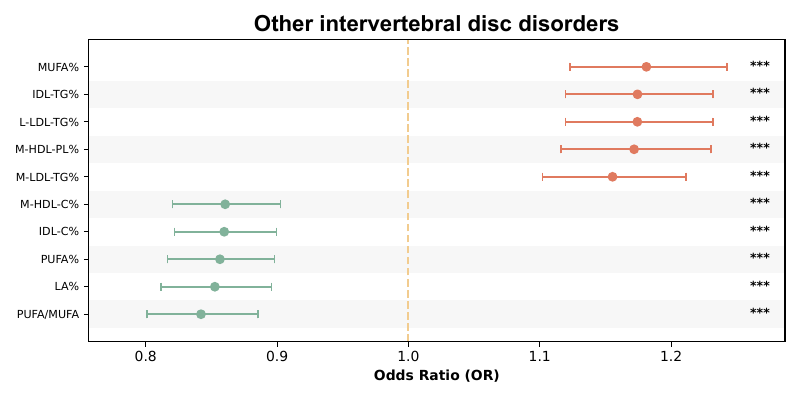 Other intervertebral disc disorders
MUFA% ***
IDL-TG% ***
L-LDL-TG% ***
M-HDL-PL% ***
M-LDL-TG% ***
M-HDL-C% ***
IDL-C% ***
PUFA% ***
LA% ***
PUFA/MUFA ***
0.8 0.9 1.0 1.1 1.2
Odds Ratio (OR)